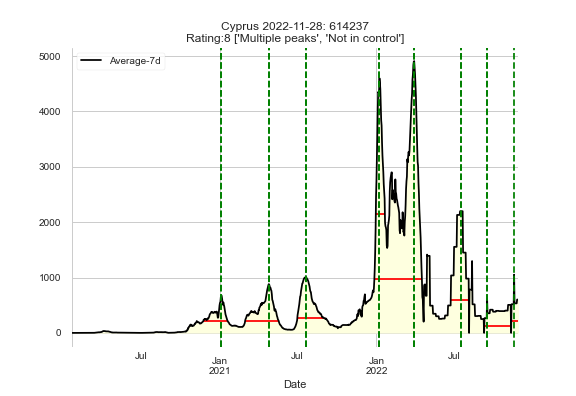 Cyprus 2022-11-28: 614237
Rating:8 ['Multiple peaks', 'Not in control']
Average-7d
5000
4000
3000
2000
1000
0
Jul
Jan
2021
Jul
Jan
2022
Jul
Date